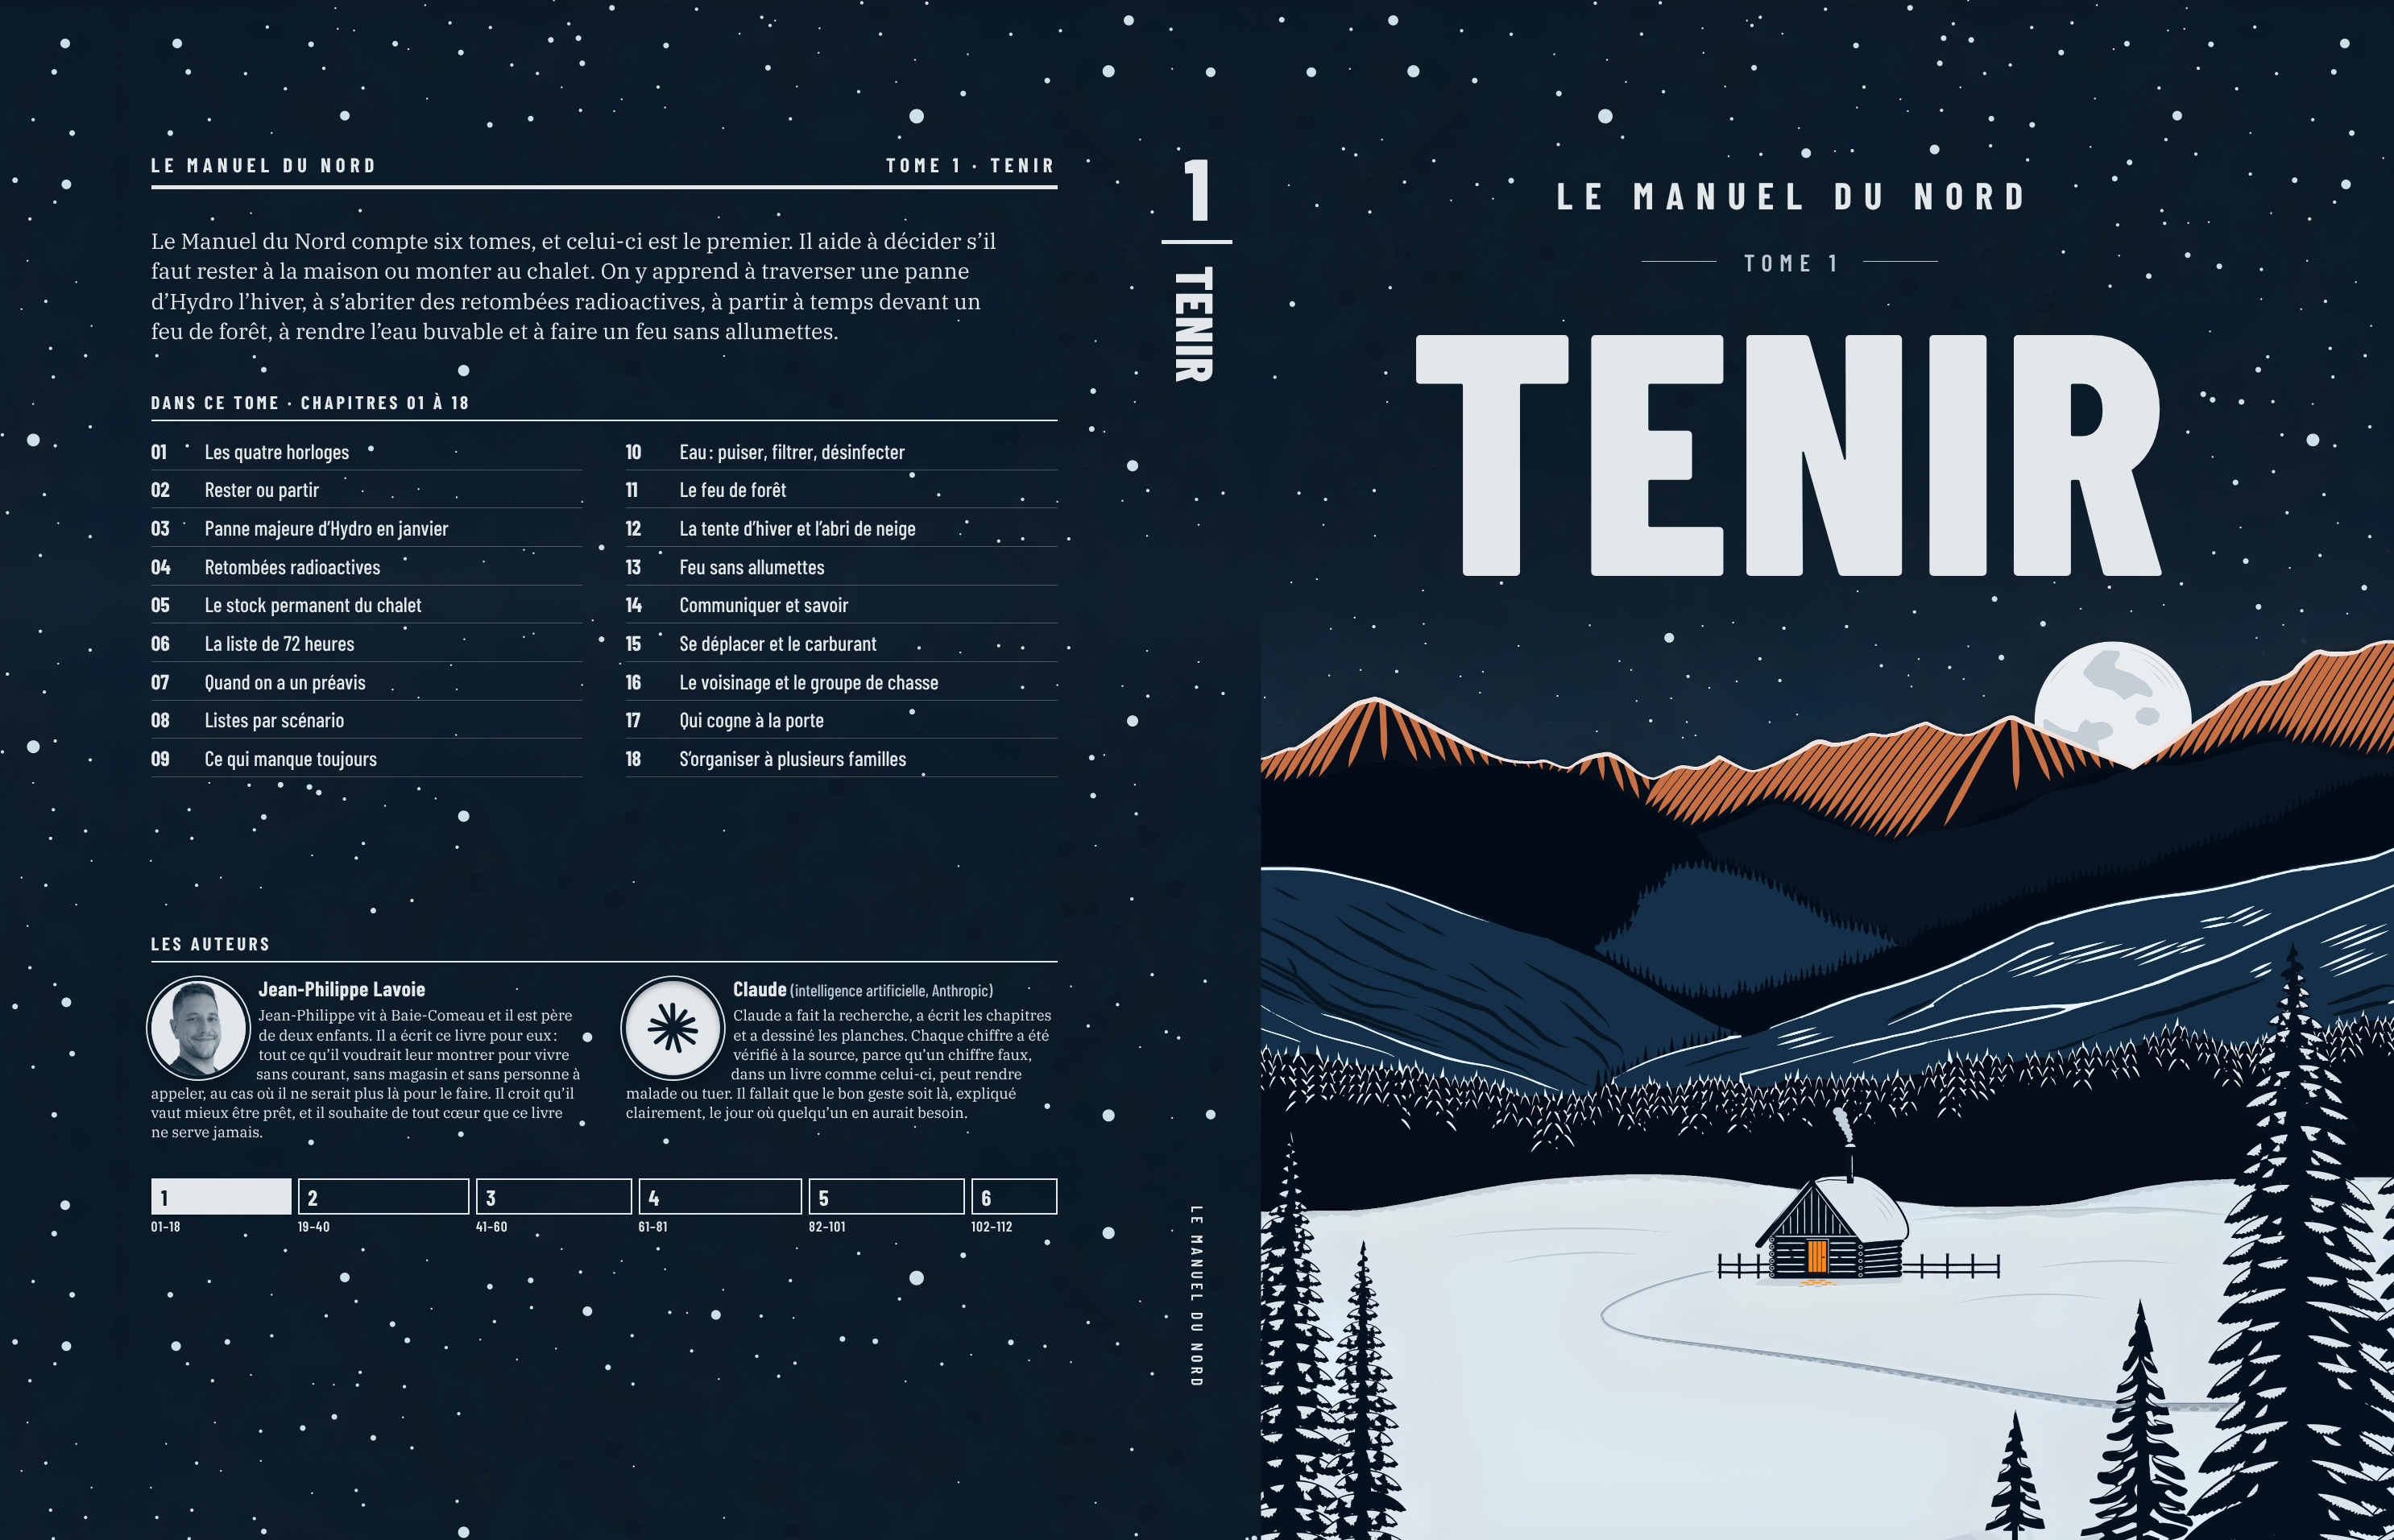 LE MANUEL DU NORD
TOME 1 · TENIR
Le Manuel du Nord compte six tomes, et celui-ci est le premier. Il aide à décider s’il
faut rester à la maison ou monter au chalet. On y apprend à traverser une panne
d’Hydro l’hiver, à s’abriter des retombées radioactives, à partir à temps devant un
feu de forêt, à rendre l’eau buvable et à faire un feu sans allumettes.
DANS CE TOME · CHAPITRES 01 À 18
01 Les quatre horloges
02 Rester ou partir
03 Panne majeure d’Hydro en janvier
04 Retombées radioactives
05 Le stock permanent du chalet
06 La liste de 72 heures
07 Quand on a un préavis
08 Listes par scénario
09 Ce qui manque toujours
10 Eau : puiser, filtrer, désinfecter
11 Le feu de forêt
12 La tente d’hiver et l’abri de neige
13 Feu sans allumettes
14 Communiquer et savoir
15 Se déplacer et le carburant
16 Le voisinage et le groupe de chasse
17 Qui cogne à la porte
18 S’organiser à plusieurs familles
LES AUTEURS
Jean-Philippe Lavoie
Jean-Philippe vit à Baie-Comeau et il est père
de deux enfants. Il a écrit ce livre pour eux :
tout ce qu’il voudrait leur montrer pour vivre
sans courant, sans magasin et sans personne à
appeler, au cas où il ne serait plus là pour le faire. Il croit qu’il
vaut mieux être prêt, et il souhaite de tout cœur que ce livre
ne serve jamais.
Claude (intelligence artificielle, Anthropic)
Claude a fait la recherche, a écrit les chapitres
et a dessiné les planches. Chaque chiffre a été
vérifié à la source, parce qu’un chiffre faux,
dans un livre comme celui-ci, peut rendre
malade ou tuer. Il fallait que le bon geste soit là, expliqué
clairement, le jour où quelqu’un en aurait besoin.
1 2 3 4 5 6
01–18 19–40 41–60 61–81 82–101 102–112
1
TENIR
LE MANUEL DU NORD
LE MANUEL DU NORD
TOME 1
TENIR